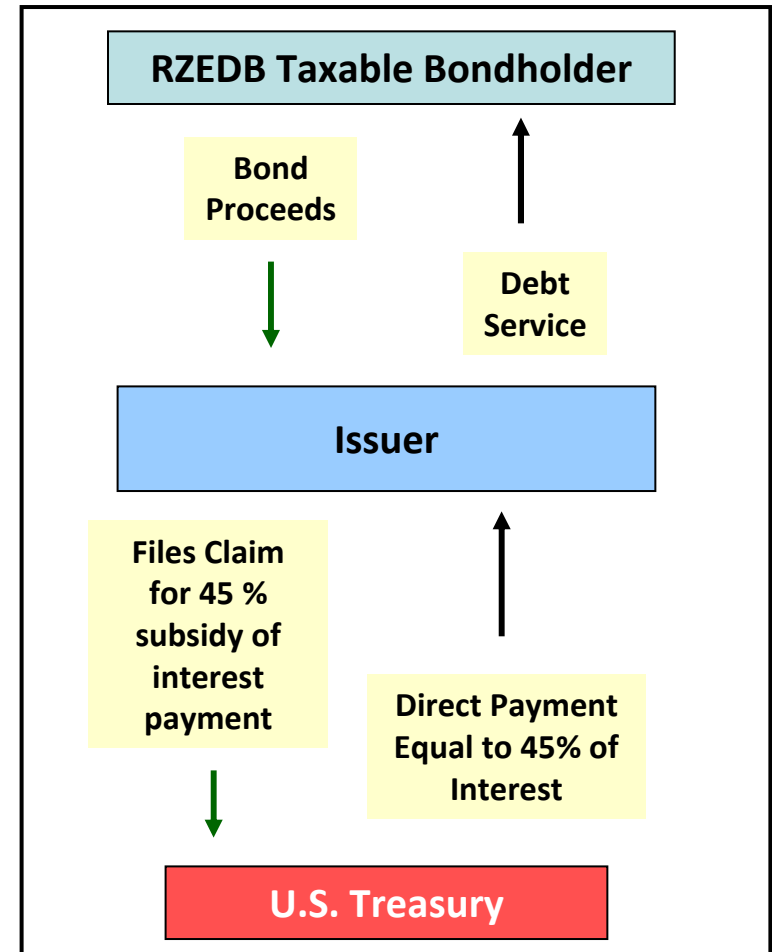 RZEDB Taxable Bondholder
Bond
Proceeds
Debt
Service
Issuer
Files Claim
for 45 %
subsidy of
interest
payment
Direct Payment
Equal to 45% of
Interest
U.S. Treasury